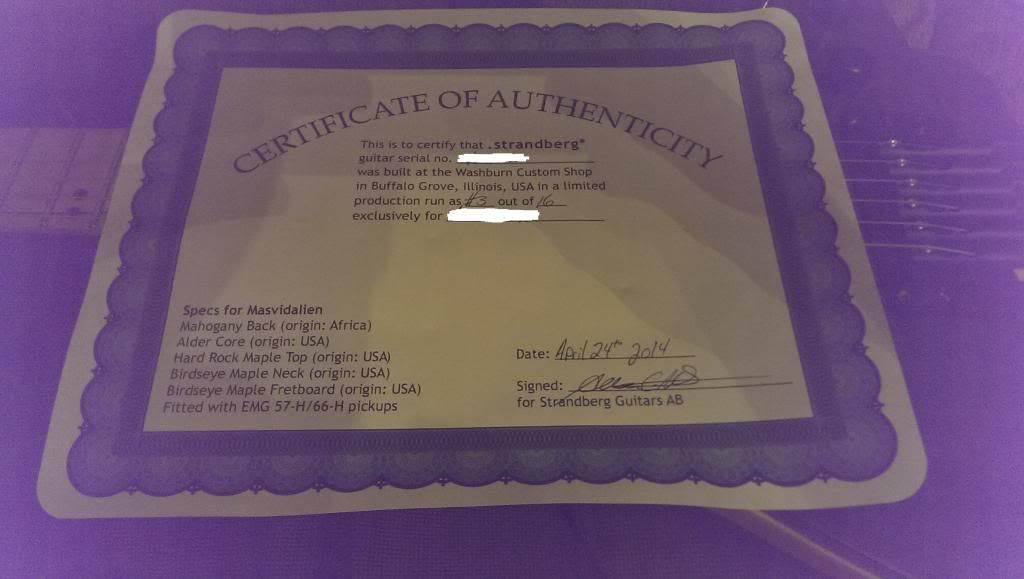 CERTIFICATE OF AUTHENTICITY
This is to certify that .strandberg®
guitar serial no.
was built at the Washburn Custom Shop
in Buffalo Grove, Illinois, USA in a limited
production run as #3 out of 16
exclusively for
Specs for Masvidalien
Mahogany Back (origin: Africa)
Alder Core (origin: USA)
Hard Rock Maple Top (origin: USA)
Birdseye Maple Neck (origin: USA)
Birdseye Maple Fretboard (origin: USA)
Fitted with EMG 57-H/66-H pickups
Date: April 24th 2014
Signed:
for Strandberg Guitars AB